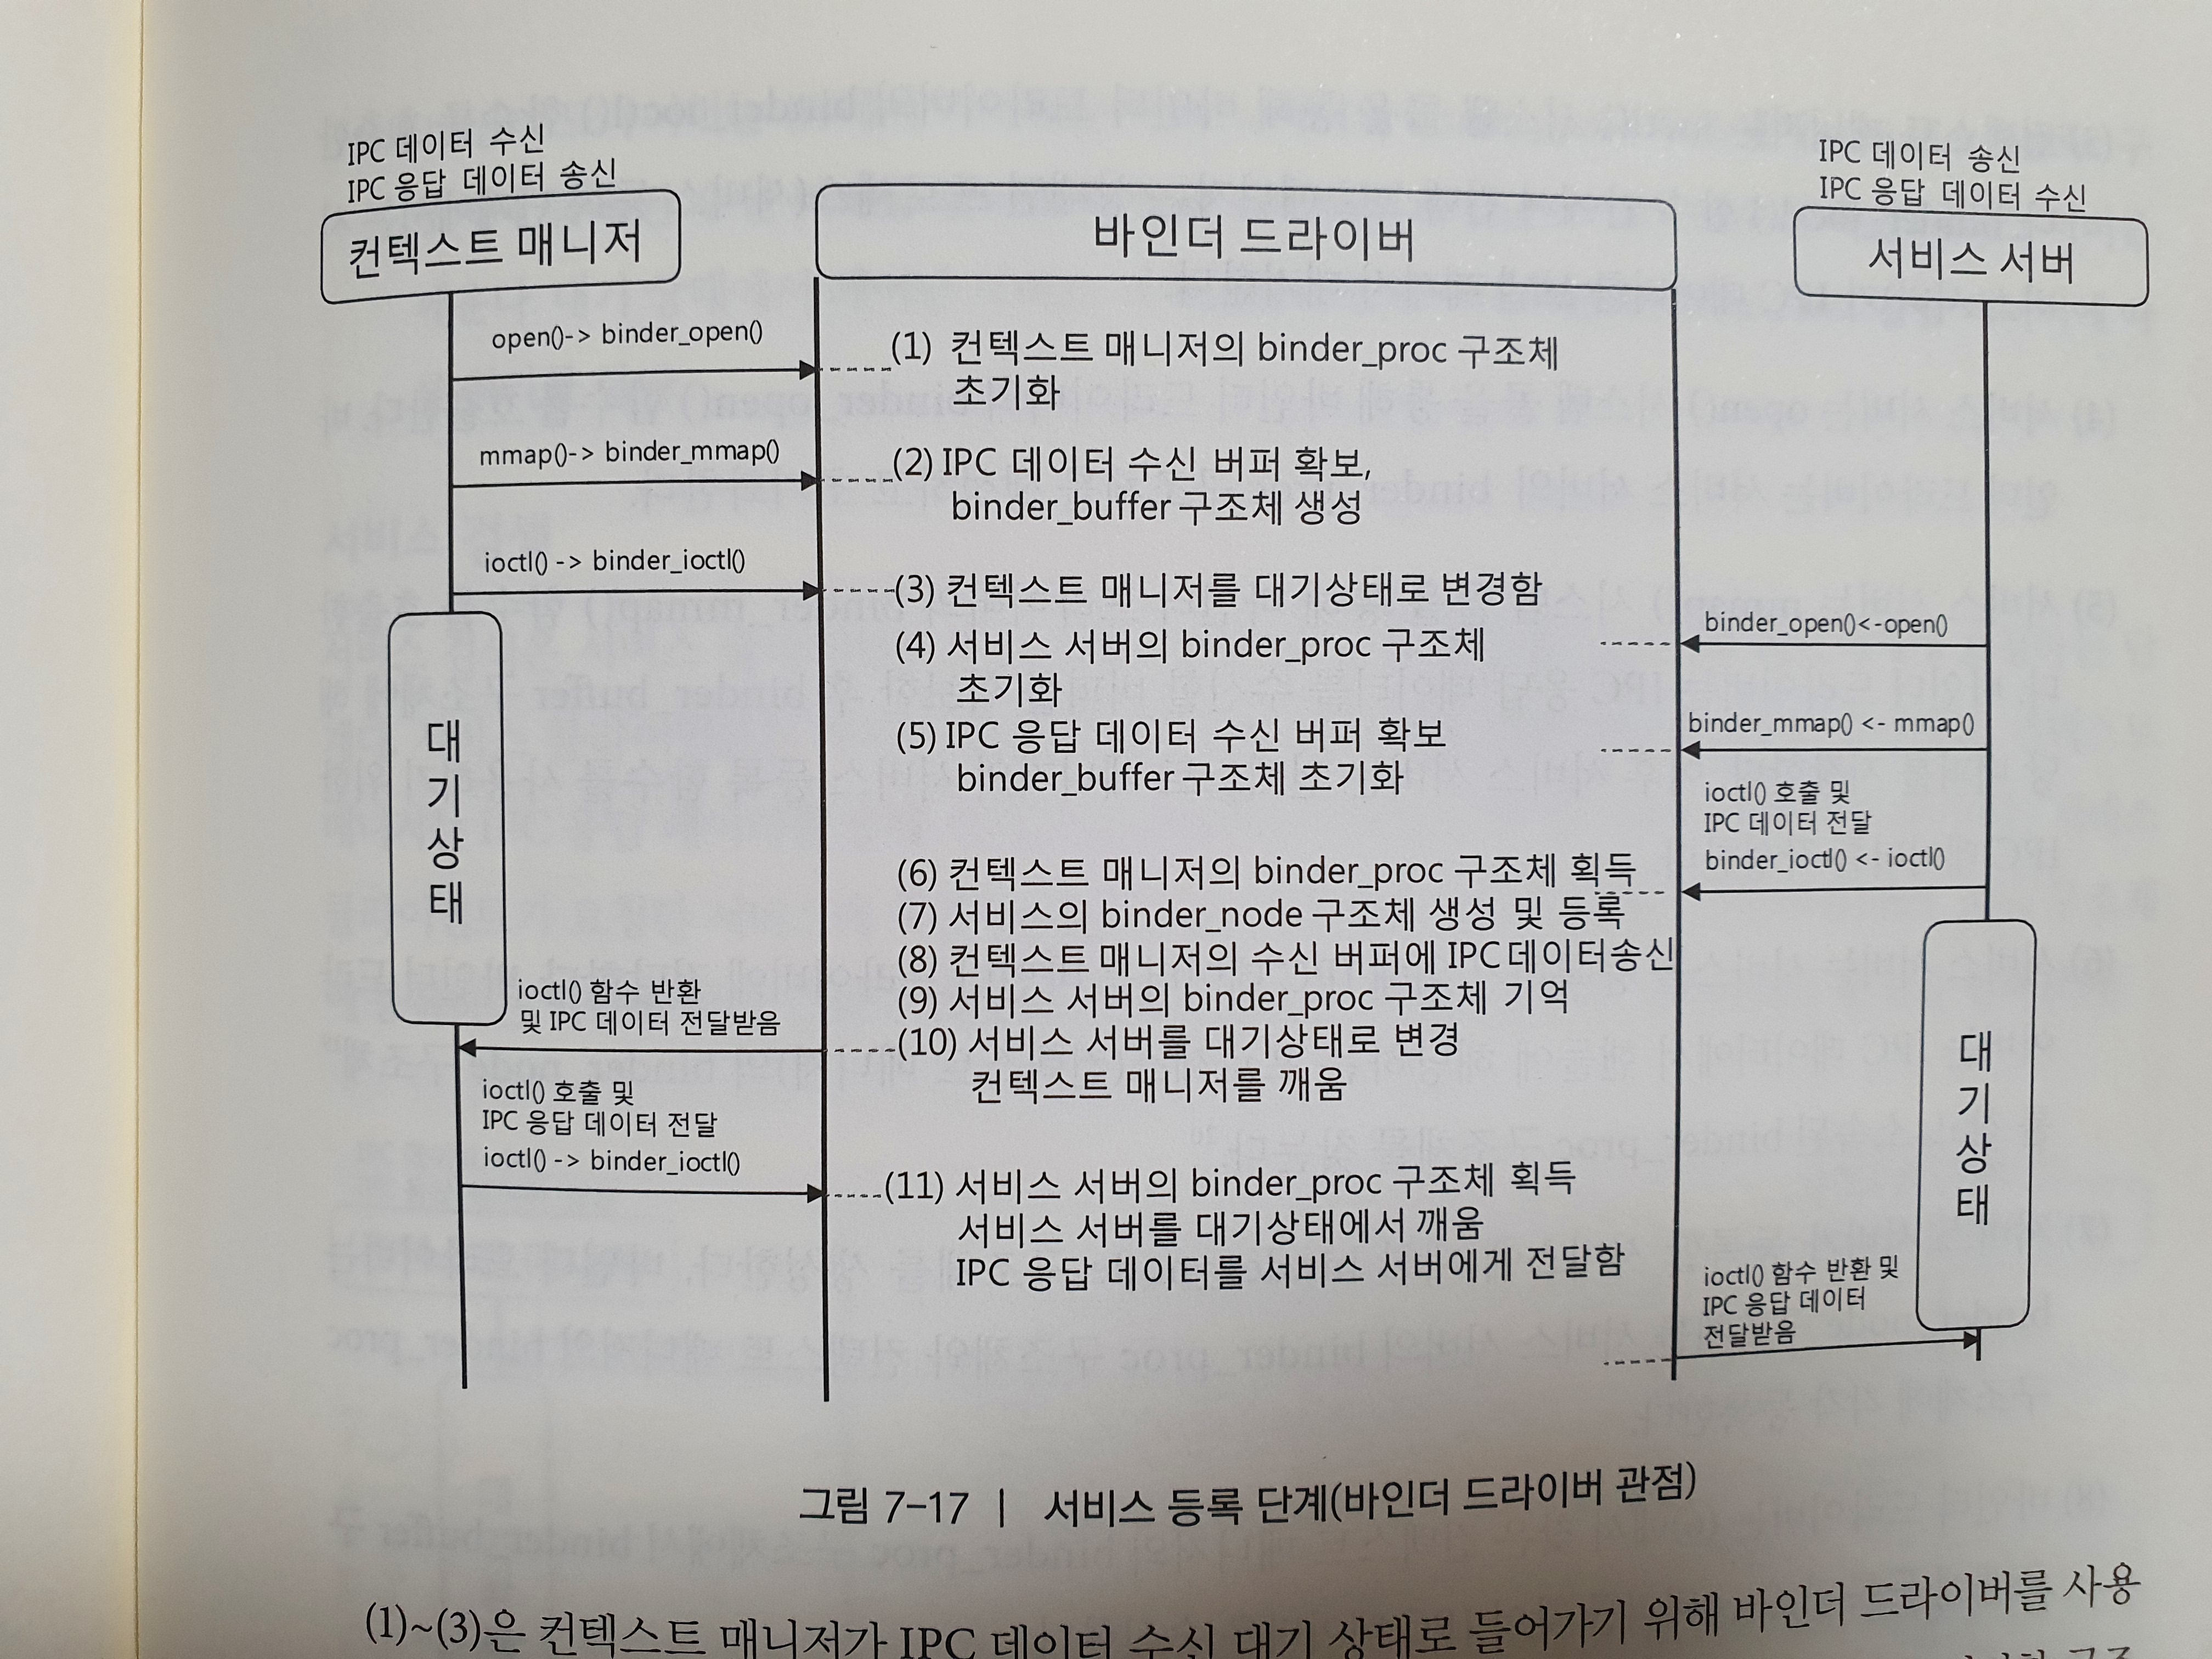 IPC 데이터 수신
IPC 응답 데이터 송신
컨텍스트 매니저
바인더 드라이버
IPC 데이터 송신
IPC 응답 데이터 수신
서비스 서버
open()-> binder_open()
(1) 컨텍스트 매니저의 binder_proc 구조체
초기화
mmap()-> binder_mmap()
(2) IPC 데이터 수신 버퍼 확보,
binder_buffer 구조체 생성
ioctl() -> binder_ioctl()
(3) 컨텍스트 매니저를 대기상태로 변경함
대기상태
(4) 서비스 서버의 binder_proc 구조체
초기화
binder_open()<-open()
(5) IPC 응답 데이터 수신 버퍼 확보
binder_buffer 구조체 초기화
binder_mmap() <- mmap()
ioctl() 호출 및
IPC 데이터 전달
binder_ioctl() <- ioctl()
(6) 컨텍스트 매니저의 binder_proc 구조체 획득
(7) 서비스의 binder_node 구조체 생성 및 등록
(8) 컨텍스트 매니저의 수신 버퍼에 IPC데이터송신
(9) 서비스 서버의 binder_proc 구조체 기억
(10) 서비스 서버를 대기상태로 변경
컨텍스트 매니저를 깨움
ioctl() 함수 반환
및 IPC 데이터 전달받음
대기상태
ioctl() 호출 및
IPC 응답 데이터 전달
ioctl() -> binder_ioctl()
(11) 서비스 서버의 binder_proc 구조체 획득
서비스 서버를 대기상태에서 깨움
IPC 응답 데이터를 서비스 서버에게 전달함
ioctl() 함수 반환 및
IPC 응답 데이터
전달받음
그림 7-17 | 서비스 등록 단계(바인더 드라이버 관점)
(1)~(3)은 컨텍스트 매니저가 IPC 데이터 수신 대기 상태로 들어가기 위해 바인더 드라이버를 사용